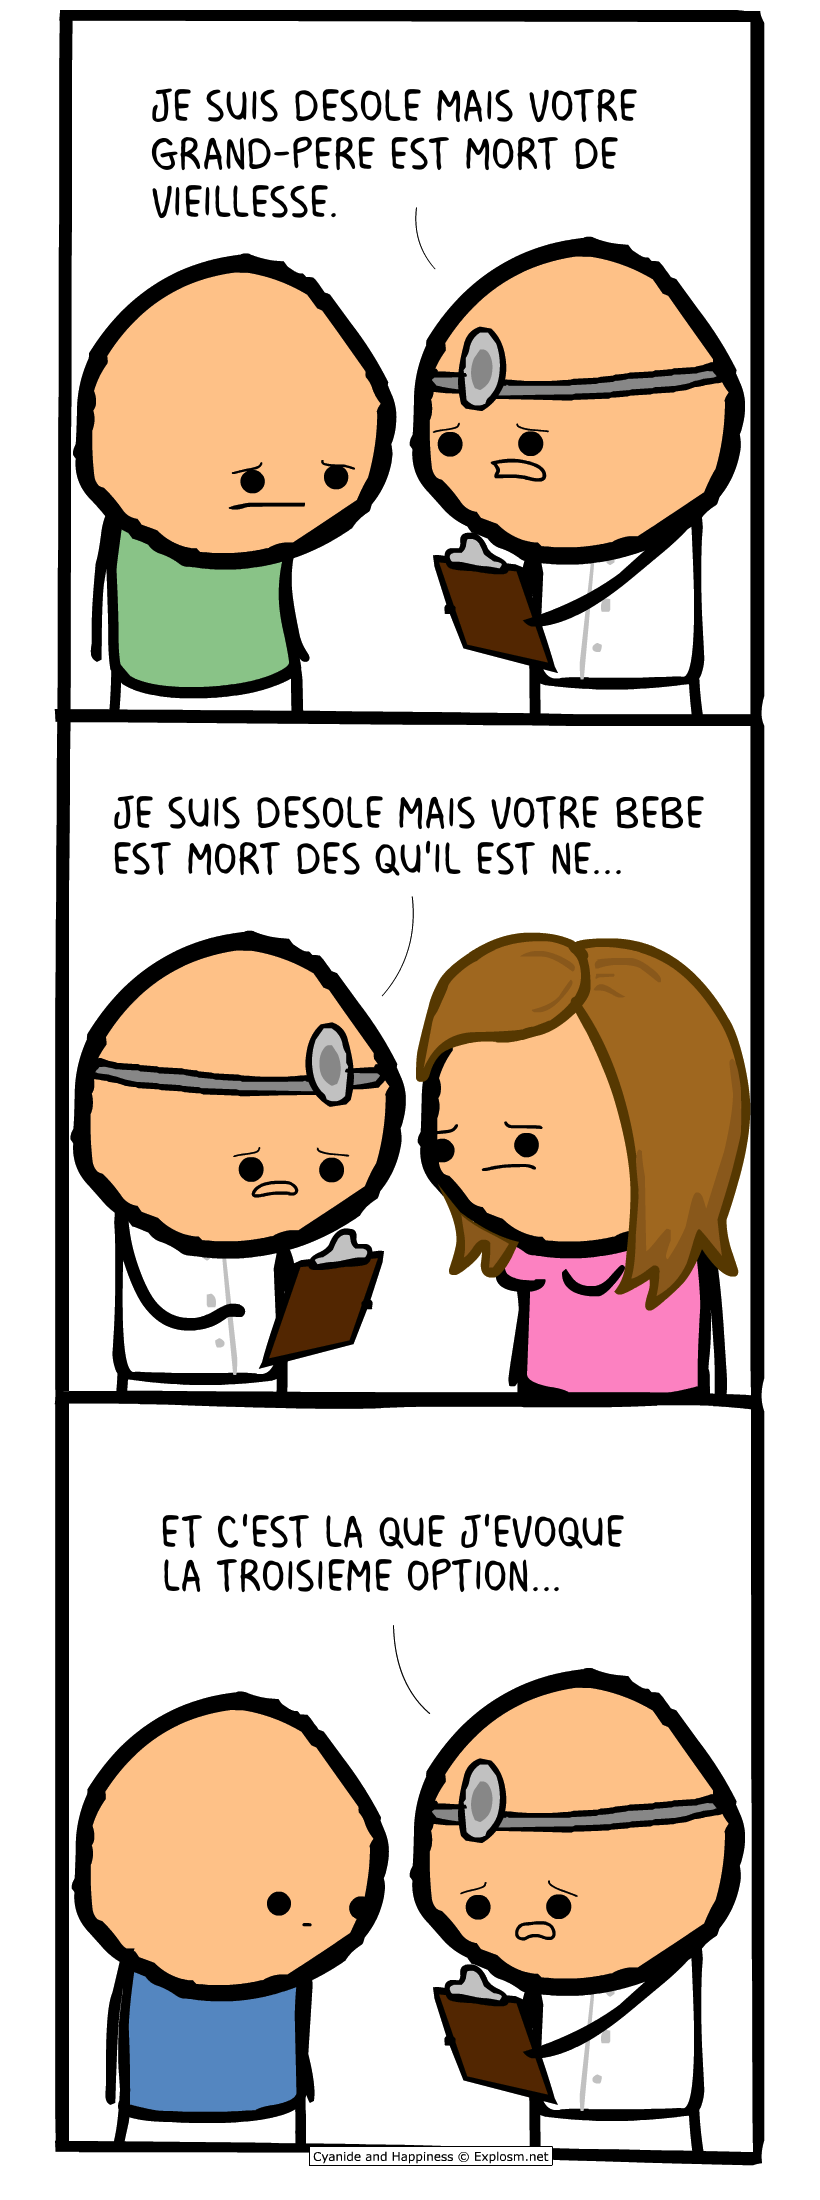 JE SUIS DESOLE MAIS VOTRE
GRAND-PERE EST MORT DE
VIEILLESSE.
JE SUIS DESOLE MAIS VOTRE BEBE
EST MORT DES QU'IL EST NE...
ET C'EST LA QUE J'EVOQUE
LA TROISIEME OPTION...
Cyanide and Happiness © Explosm.net